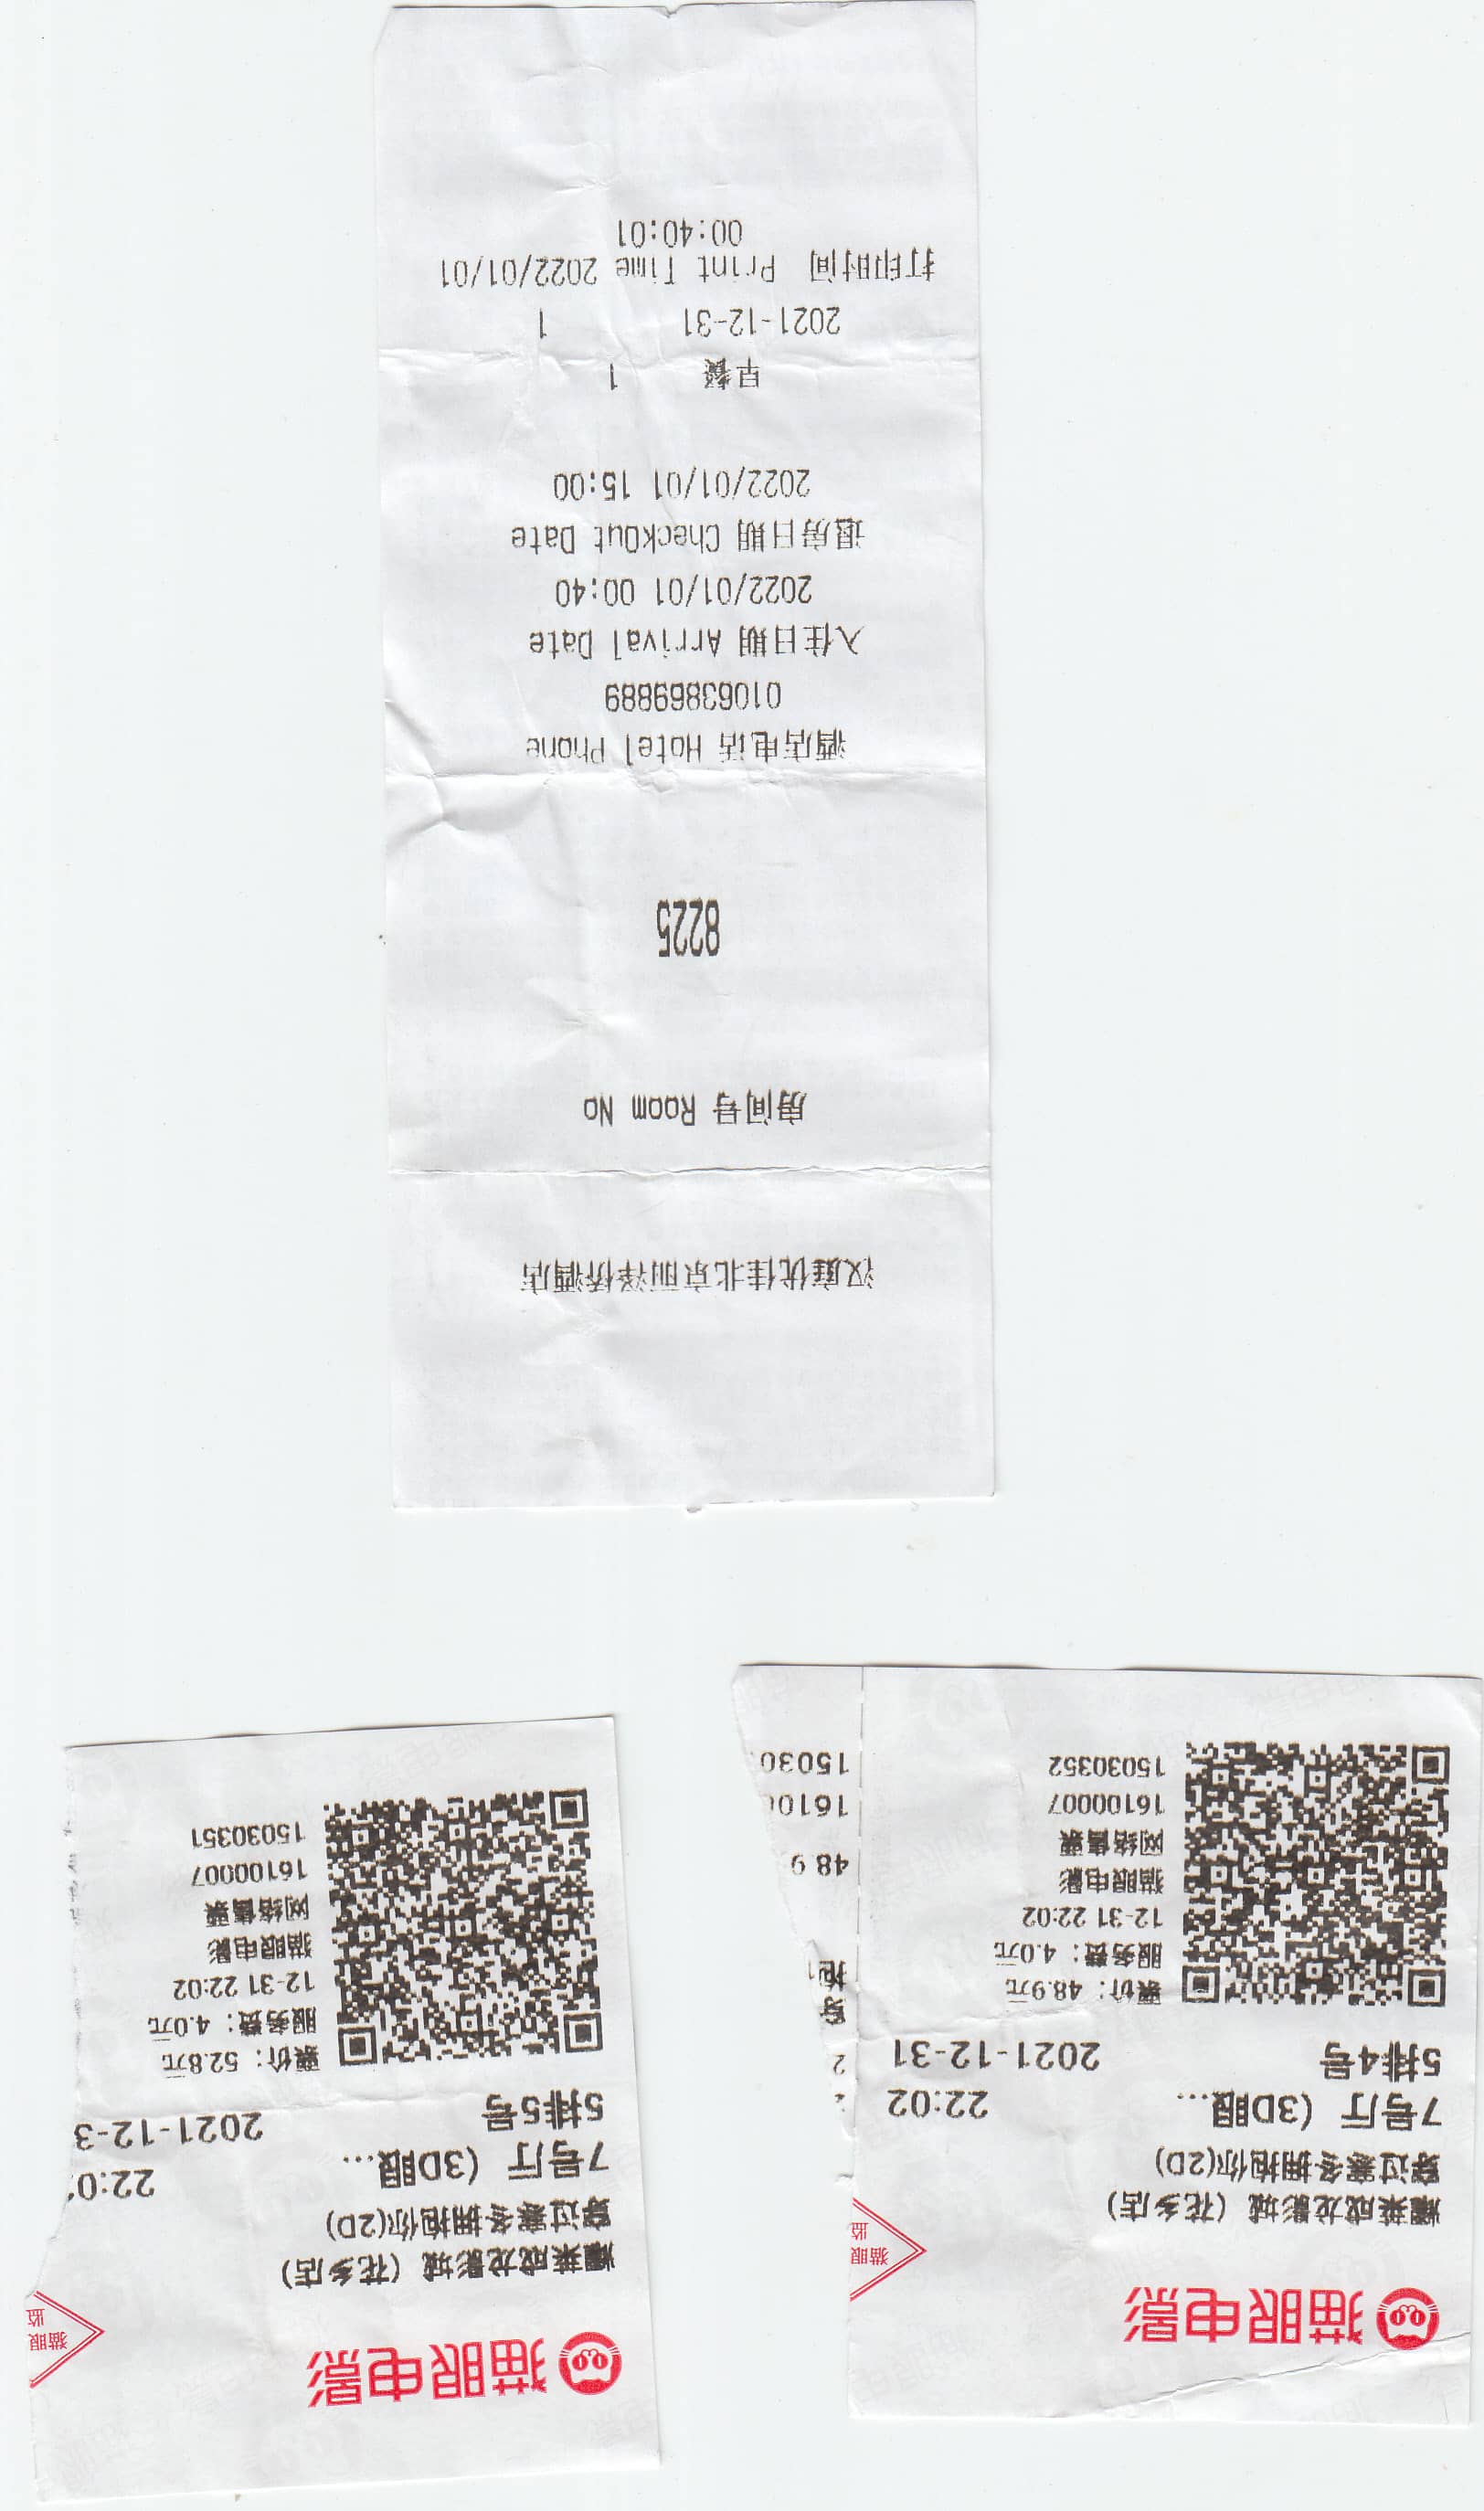 猫眼电影
猫眼
监
耀莱成龙影城（花乡店）
穿过寒冬拥抱你(2D)
7号厅（3D眼... 22:02
5排4号 2021-12-31
票价：48.9元
服务费：4.0元
12-31 22:02
猫眼电影
网络售票
16100007
15030352
2
穿
抱
48 9
1610
15030
猫眼电影
猫眼
监
耀莱成龙影城（花乡店）
穿过寒冬拥抱你(2D)
7号厅（3D眼... 22:0
5排5号 2021-12-3
票价：52.8元
服务费：4.0元
12-31 22:02
猫眼电影
网络售票
16100007
15030351
汉庭优佳北京丽泽桥酒店
房间号 Room No
8225
酒店电话 Hotel Phone
01063869889
入住日期 Arrival Date
2022/01/01 00:40
退房日期 CheckOut Date
2022/01/01 15:00
早餐 1
2021-12-31 1
打印时间 Print Time 2022/01/01
00:40:01